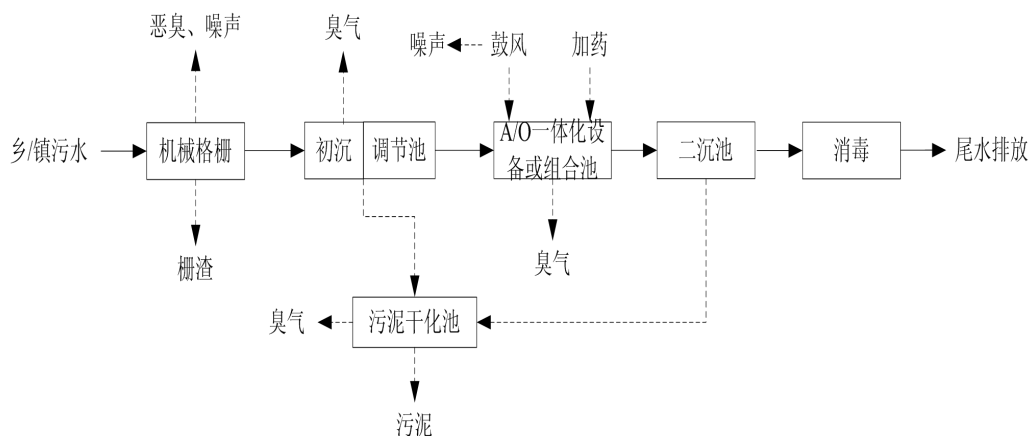 恶臭、噪声
臭气
噪声
鼓风
加药
乡/镇污水
机械格栅
初沉
调节池
A/O一体化设
备或组合池
二沉池
消毒
尾水排放
栅渣
臭气
臭气
污泥干化池
污泥